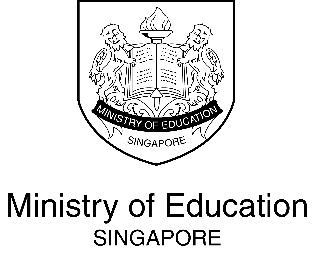 MINISTRY OF EDUCATION
SINGAPORE
Ministry of Education
SINGAPORE